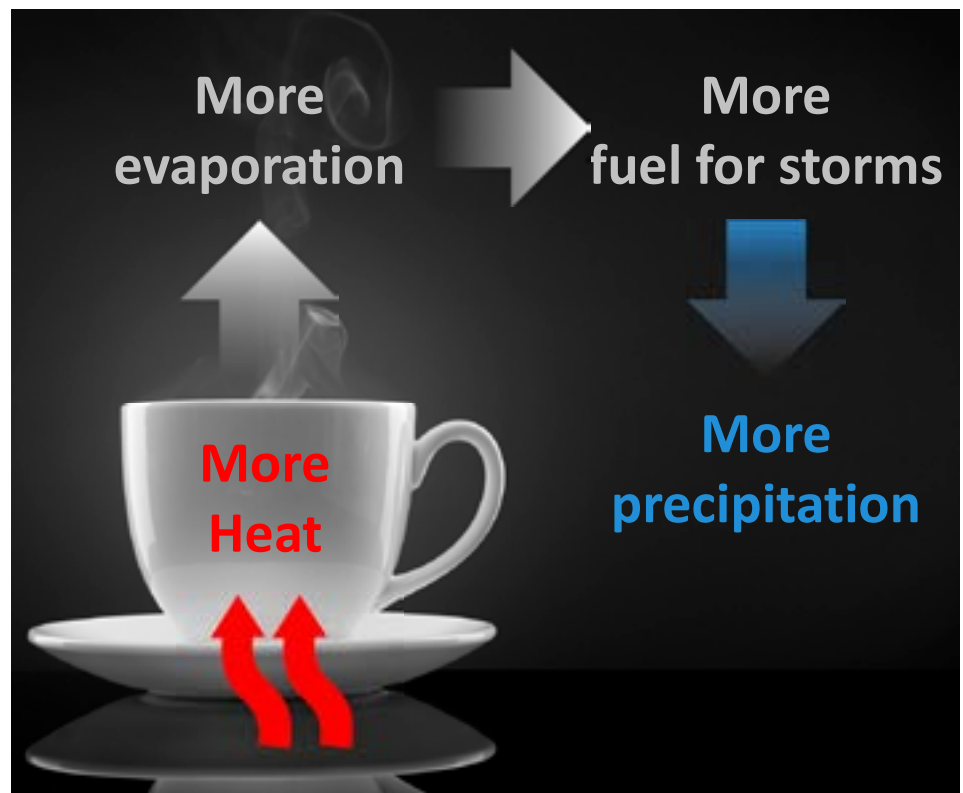 More
evaporation
More
fuel for storms
More
precipitation
More
Heat